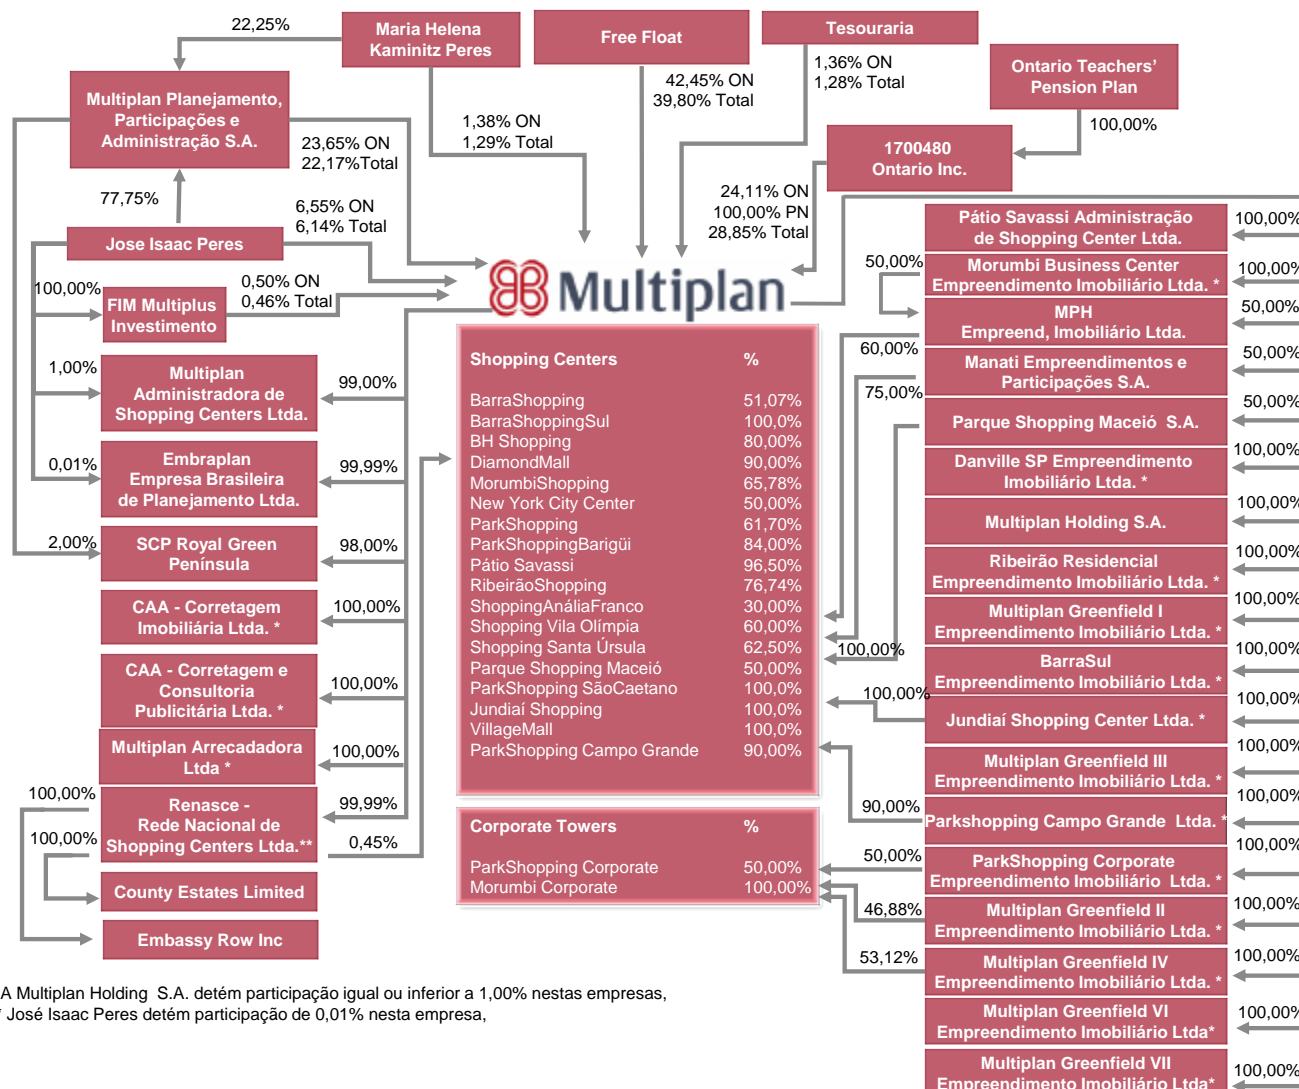 22,25%
Maria Helena
Kaminitz Peres
Free Float
Tesouraria
Ontario Teachers'
Pension Plan
100,00%
1700480
Ontario Inc.
Multiplan Planejamento,
Participações e
Administração S.A.
23,65% ON
22,17%Total
1,38% ON
1,29% Total
42,45% ON
39,80% Total
1,36% ON
1,28% Total
24,11% ON
100,00% PN
28,85% Total
77,75%
Jose Isaac Peres
6,55% ON
6,14% Total
100,00%
FIM Multiplus
Investimento
0,50% ON
0,46% Total
Multiplan
1,00%
Multiplan
Administradora de
Shopping Centers Ltda.
99,00%
0,01%
Embraplan
Empresa Brasileira
de Planejamento Ltda.
99,99%
2,00%
SCP Royal Green
Península
98,00%
CAA - Corretagem
Imobiliária Ltda. *
100,00%
CAA - Corretagem e
Consultoria
Publicitária Ltda. *
100,00%
Multiplan Arrecadadora
Ltda *
100,00%
100,00%
100,00%
Renasce -
Rede Nacional de
Shopping Centers Ltda.**
99,99%
0,45%
County Estates Limited
Embassy Row Inc
Shopping Centers %
BarraShopping 51,07%
BarraShoppingSul 100,0%
BH Shopping 80,00%
DiamondMall 90,00%
MorumbiShopping 65,78%
New York City Center 50,00%
ParkShopping 61,70%
ParkShoppingBarigüi 84,00%
Pátio Savassi 96,50%
RibeirãoShopping 76,74%
ShoppingAnáliaFranco 30,00%
Shopping Vila Olímpia 60,00%
Shopping Santa Úrsula 62,50%
Parque Shopping Maceió 50,00%
ParkShopping SãoCaetano 100,0%
Jundiaí Shopping 100,0%
VillageMall 100,0%
ParkShopping Campo Grande 90,00%
Corporate Towers %
ParkShopping Corporate 50,00%
Morumbi Corporate 100,00%
Pátio Savassi Administração
de Shopping Center Ltda.
100,00%
50,00%
Morumbi Business Center
Empreendimento Imobiliário Ltda. *
100,00%
MPH
Empreend, Imobiliário Ltda.
50,00%
60,00%
Manati Empreendimentos e
Participações S.A.
50,00%
75,00%
Parque Shopping Maceió S.A.
50,00%
100,00%
Danville SP Empreendimento
Imobiliário Ltda. *
100,00%
Multiplan Holding S.A.
100,00%
Ribeirão Residencial
Empreendimento Imobiliário Ltda. *
100,00%
Multiplan Greenfield I
Empreendimento Imobiliário Ltda. *
100,00%
BarraSul
Empreendimento Imobiliário Ltda. *
100,00%
100,00%
Jundiaí Shopping Center Ltda. *
100,00%
Multiplan Greenfield III
Empreendimento Imobiliário Ltda. *
100,00%
90,00%
Parkshopping Campo Grande Ltda. *
100,00%
50,00%
ParkShopping Corporate
Empreendimento Imobiliário Ltda. *
100,00%
46,88%
Multiplan Greenfield II
Empreendimento Imobiliário Ltda. *
100,00%
53,12%
Multiplan Greenfield IV
Empreendimento Imobiliário Ltda. *
100,00%
Multiplan Greenfield VI
Empreendimento Imobiliário Ltda*
100,00%
Multiplan Greenfield VII
Empreendimento Imobiliário Ltda*
100,00%
A Multiplan Holding S.A. detém participação igual ou inferior a 1,00% nestas empresas,
* José Isaac Peres detém participação de 0,01% nesta empresa,